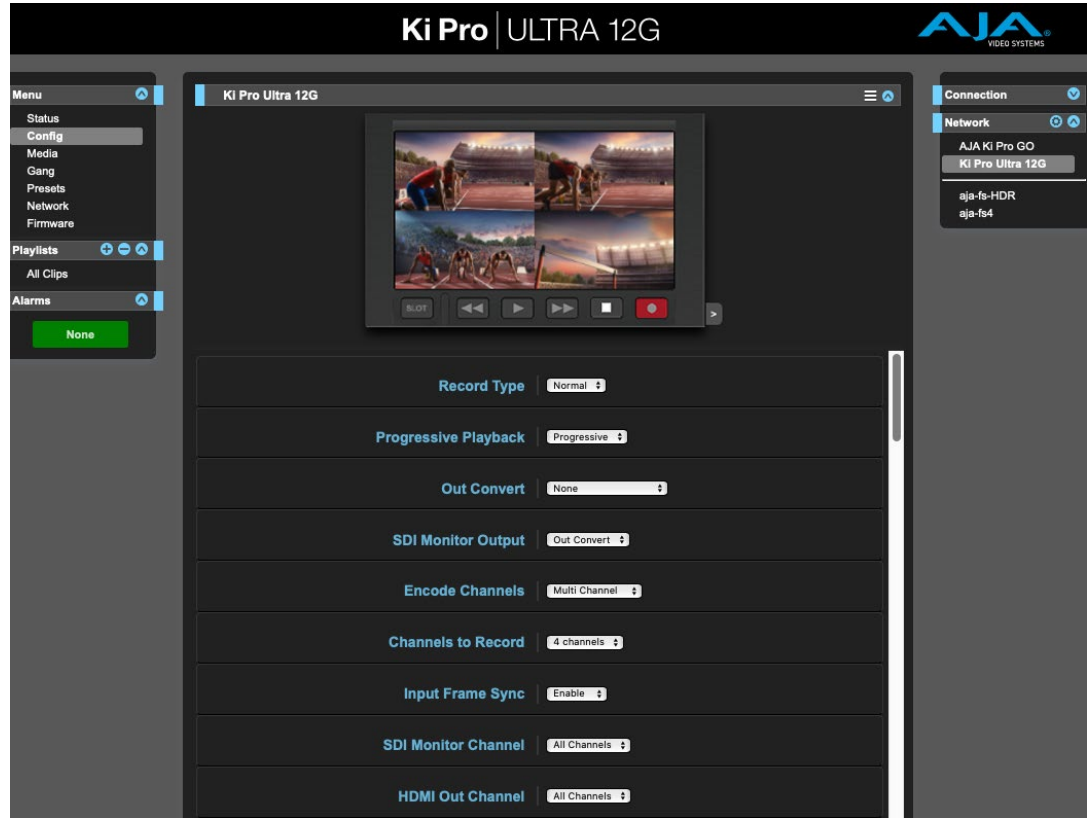 Ki Pro ULTRA 12G
AJA
VIDEO SYSTEMS
Menu
Status
Config
Media
Gang
Presets
Network
Firmware
Playlists
All Clips
Alarms
None
Ki Pro Ultra 12G
SLOT
>
Record Type Normal
Progressive Playback Progressive
Out Convert None
SDI Monitor Output Out Convert
Encode Channels Multi Channel
Channels to Record 4 channels
Input Frame Sync Enable
SDI Monitor Channel All Channels
HDMI Out Channel All Channels
Connection
Network
AJA Ki Pro GO
Ki Pro Ultra 12G
aja-fs-HDR
aja-fs4